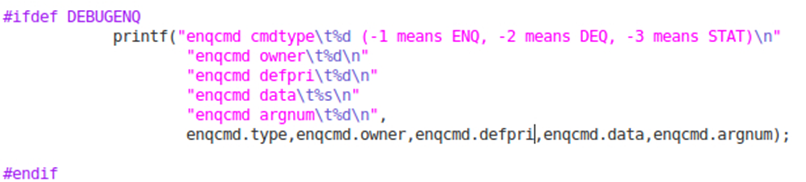 #ifdef DEBUGENQ
printf("enqcmd cmdtype\t%d (-1 means ENQ, -2 means DEQ, -3 means STAT)\n"
"enqcmd owner\t%d\n"
"enqcmd defpri\t%d\n"
"enqcmd data\t%s\n"
"enqcmd argnum\t%d\n",
enqcmd.type,enqcmd.owner,enqcmd.defpri,enqcmd.data,enqcmd.argnum);
#endif